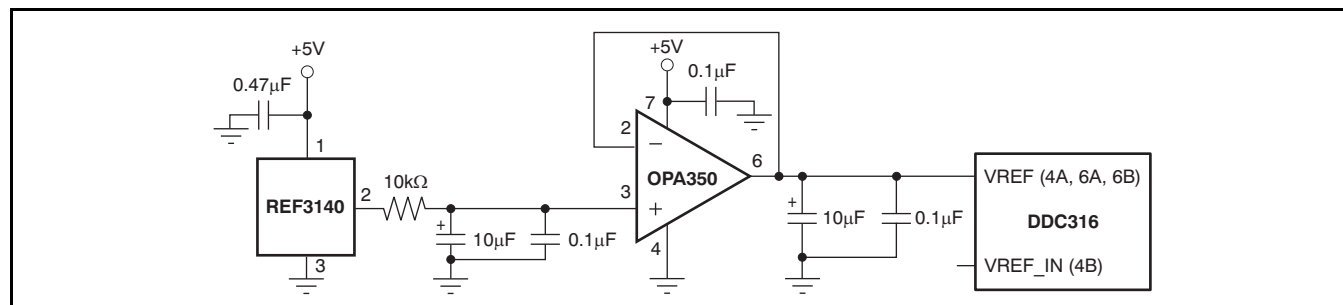 +5V
0.47μF
1
REF3140
2
3
10kΩ
+
10μF
0.1μF
+5V
0.1μF
7
2
−
3
+
OPA350
6
4
+
10μF
0.1μF
VREF (4A, 6A, 6B)
DDC316
VREF_IN (4B)